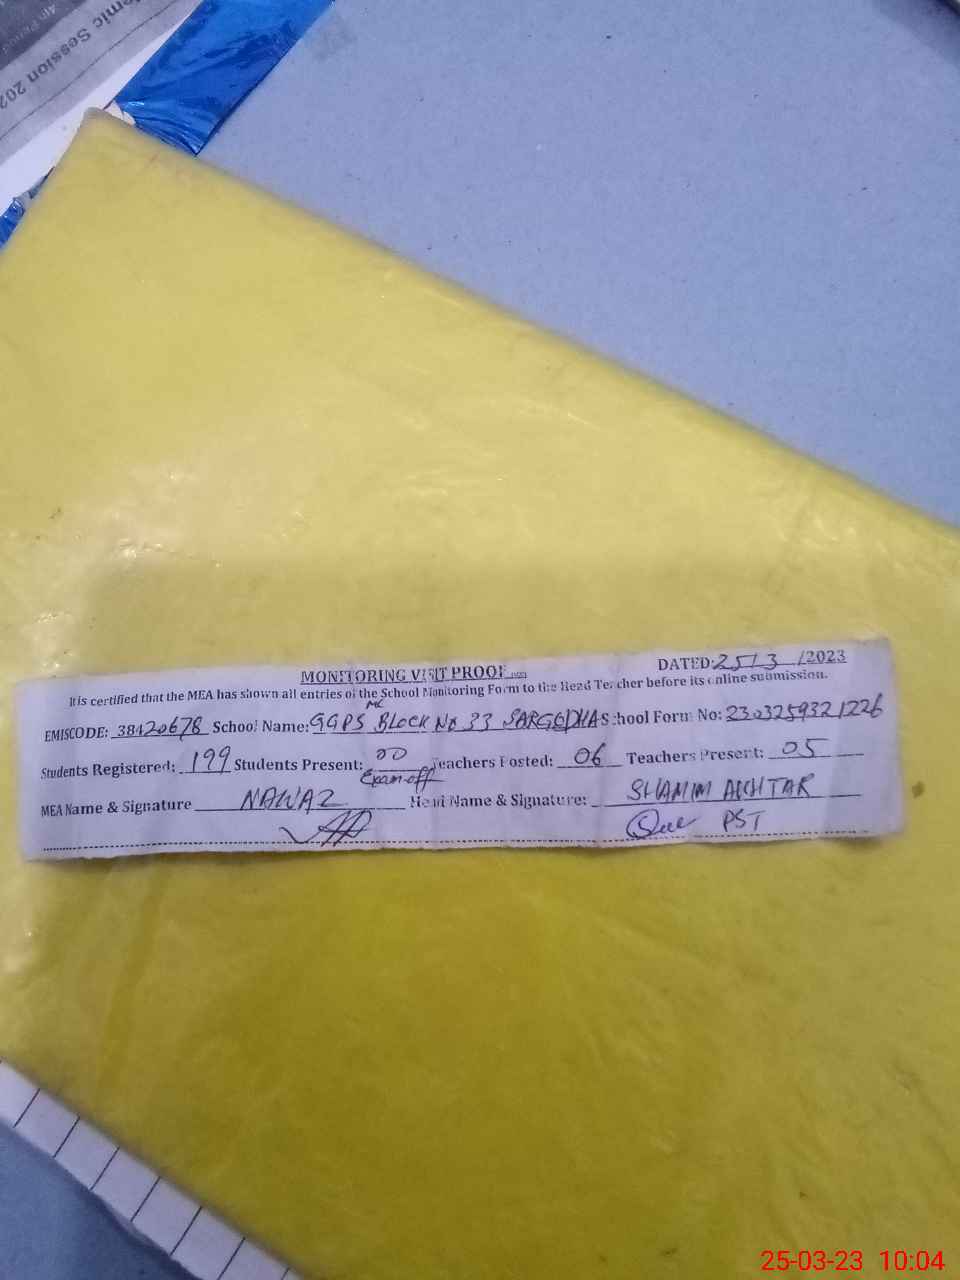 demic Session 202
MONITORING VISIT PROOF
DATED: 25/3/2023
It is certified that the MEA has shown all entries of the School Monitoring Form to the Head Teacher before its online submission.
MC
EMISCODE: 38420678 School Name: GGPS Block No 33 SARGODHA School Form No: 2303259321226
Students Registered: 199 Students Present: 00 Teachers Posted: 06 Teachers Present: 05
Exam off
MEA Name & Signature NAWAZ Head Name & Signature: SHAMIM AKHTAR
PST
25-03-23 10:04